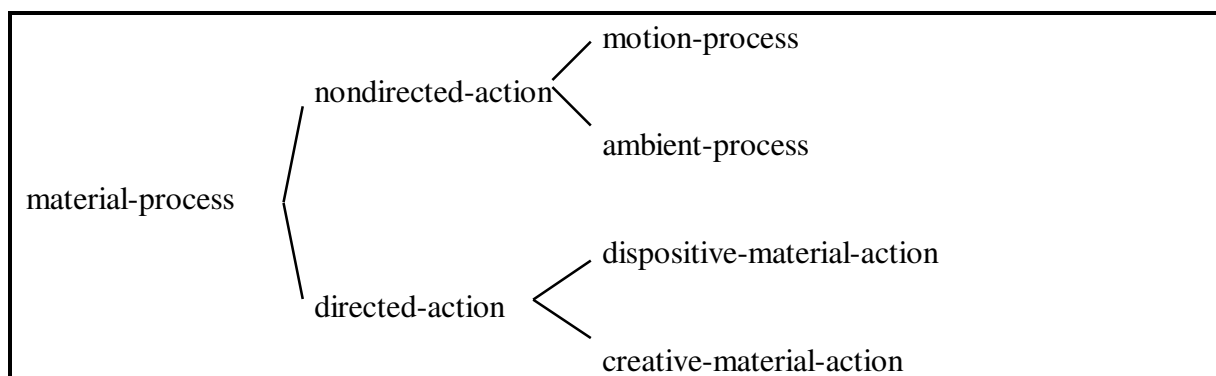 motion-process
nondirected-action
ambient-process
material-process
dispositive-material-action
directed-action
creative-material-action